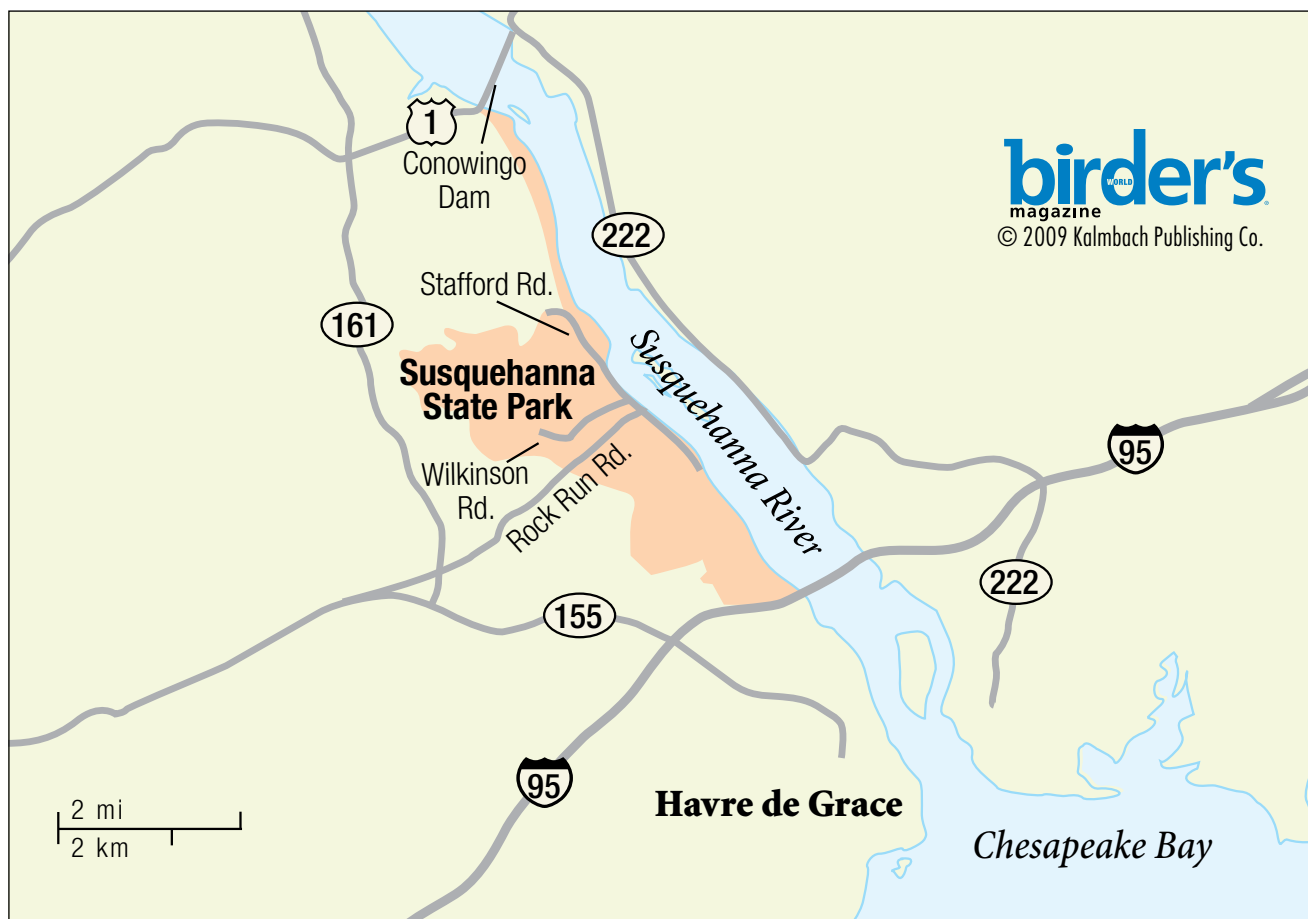 1
Conowingo
Dam
birder's
WORLD
magazine
© 2009 Kalmbach Publishing Co.
222
Stafford Rd.
161
Susquehanna
State Park
Susquehanna River
95
Wilkinson
Rd.
Rock Run Rd.
222
155
95
Havre de Grace
2 mi
2 km
Chesapeake Bay